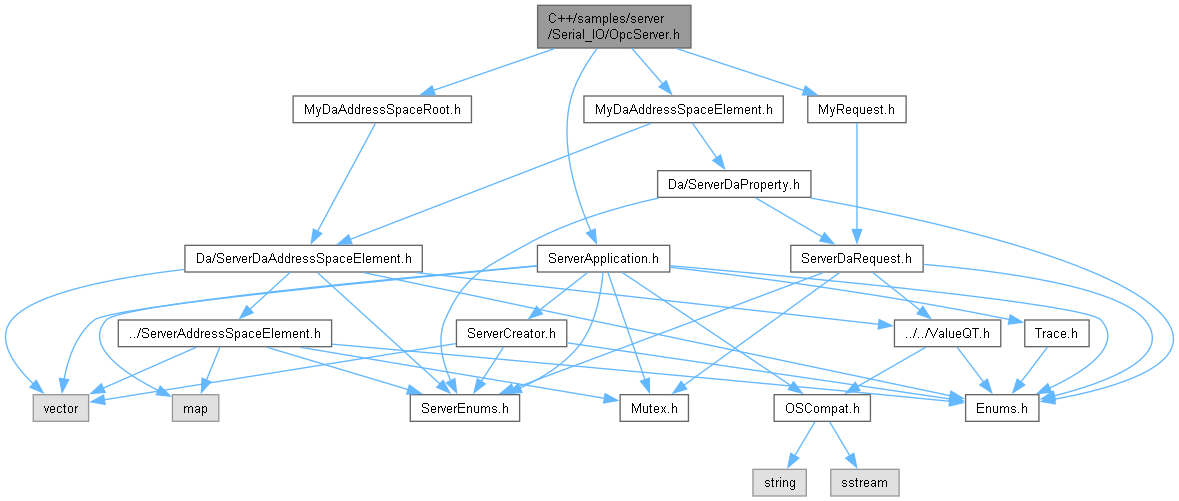 C++/samples/server
/Serial_IO/OpcServer.h
MyDaAddressSpaceRoot.h
MyDaAddressSpaceElement.h
MyRequest.h
Da/ServerDaProperty.h
Da/ServerDaAddressSpaceElement.h
ServerApplication.h
ServerDaRequest.h
../ServerAddressSpaceElement.h
ServerCreator.h
../../ValueQT.h
Trace.h
vector
map
ServerEnums.h
Mutex.h
OSCompat.h
Enums.h
string
sstream